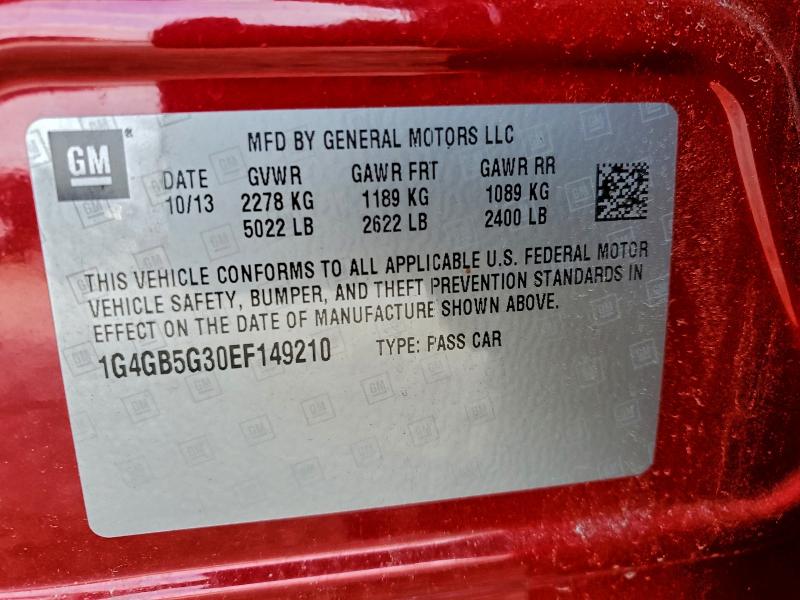 GM
MFD BY GENERAL MOTORS LLC
DATE GVWR GAWR FRT GAWR RR
10/13 2278 KG 1189 KG 1089 KG
5022 LB 2622 LB 2400 LB
THIS VEHICLE CONFORMS TO ALL APPLICABLE U.S. FEDERAL MOTOR
VEHICLE SAFETY, BUMPER, AND THEFT PREVENTION STANDARDS IN
EFFECT ON THE DATE OF MANUFACTURE SHOWN ABOVE.
1G4GB5G30EF149210 TYPE: PASS CAR